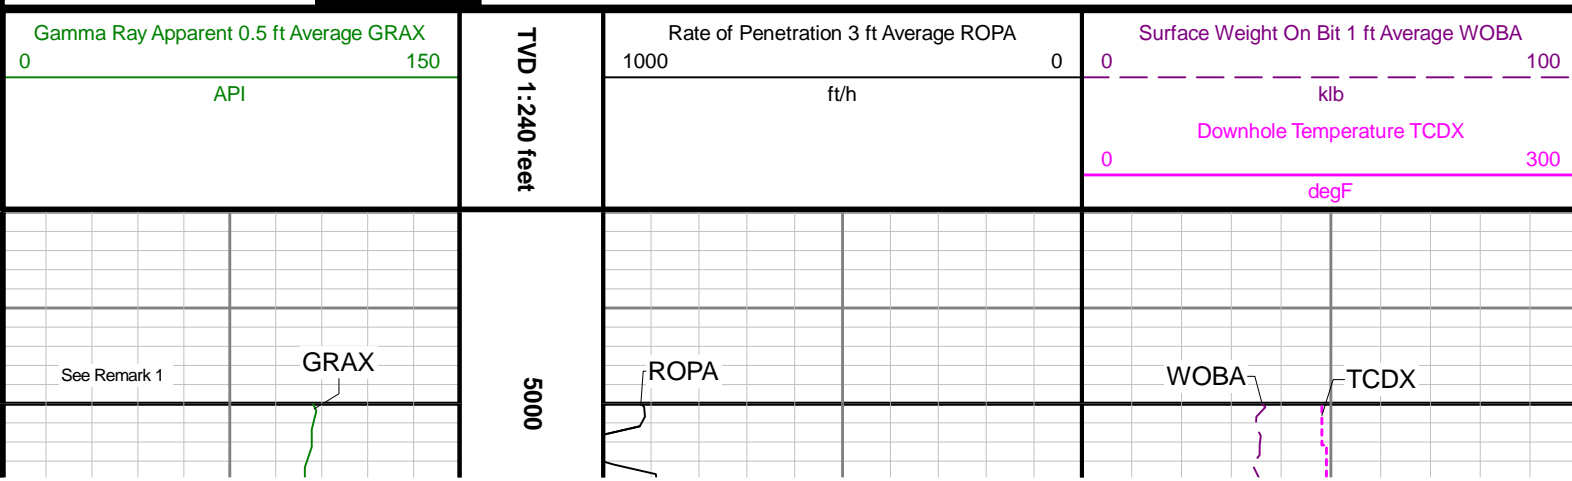 Gamma Ray Apparent 0.5 ft Average GRAX
0 150
API
TVD 1:240 feet
Rate of Penetration 3 ft Average ROPA
1000 0
ft/h
Surface Weight On Bit 1 ft Average WOBA
0 100
klb
Downhole Temperature TCDX
0 300
degF
See Remark 1
GRAX
5000
ROPA
WOBA
TCDX